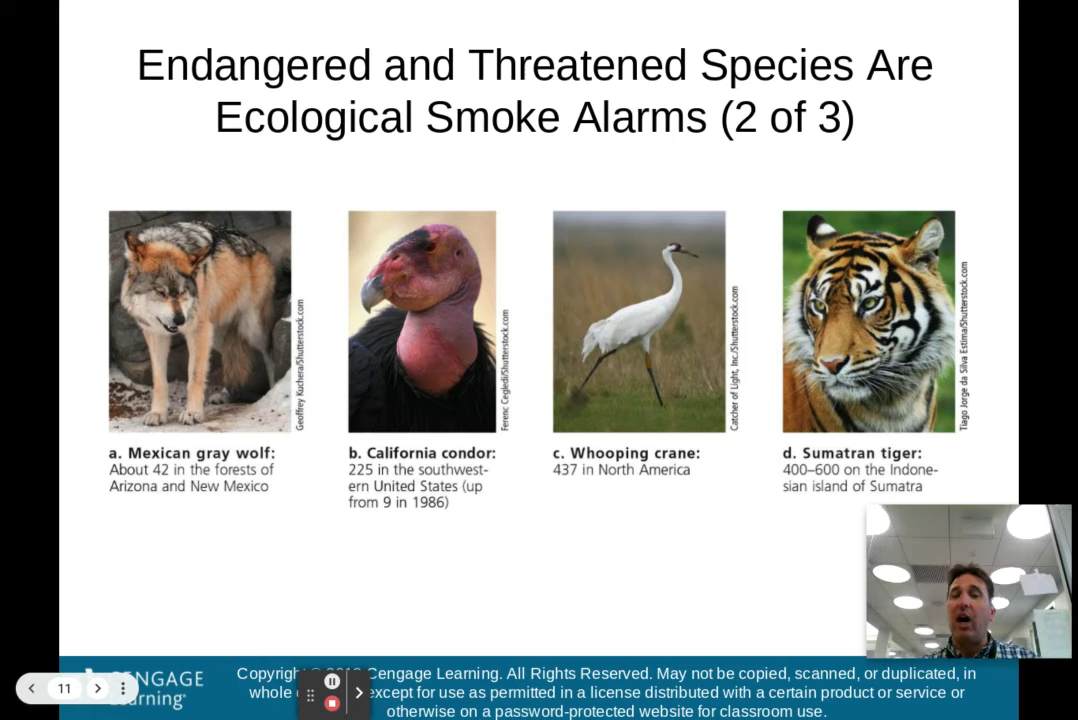 Endangered and Threatened Species Are
Ecological Smoke Alarms (2 of 3)
Geoffrey Kuchera/Shutterstock.com
Ferenc Cegledi/Shutterstock.com
Catcher of Light, Inc./Shutterstock.com
Tiago Jorge da Silva Estima/Shutterstock.com
a. Mexican gray wolf:
About 42 in the forests of
Arizona and New Mexico
b. California condor:
225 in the southwest-
ern United States (up
from 9 in 1986)
c. Whooping crane:
437 in North America
d. Sumatran tiger:
400–600 on the Indone-
sian island of Sumatra
11
CENGAGE
Learning
Cengage Learning. All Rights Reserved. May not be copied, scanned, or duplicated, in
whole except for use as permitted in a license distributed with a certain product or service or
otherwise on a password-protected website for classroom use.